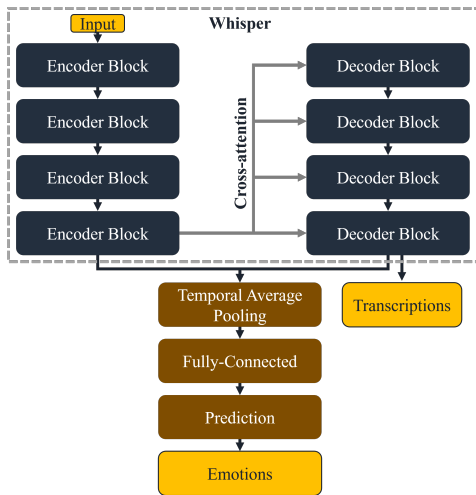 Whisper
Input
Encoder Block
Encoder Block
Encoder Block
Encoder Block
Cross-attention
Decoder Block
Decoder Block
Decoder Block
Decoder Block
Temporal Average
Pooling
Transcriptions
Fully-Connected
Prediction
Emotions